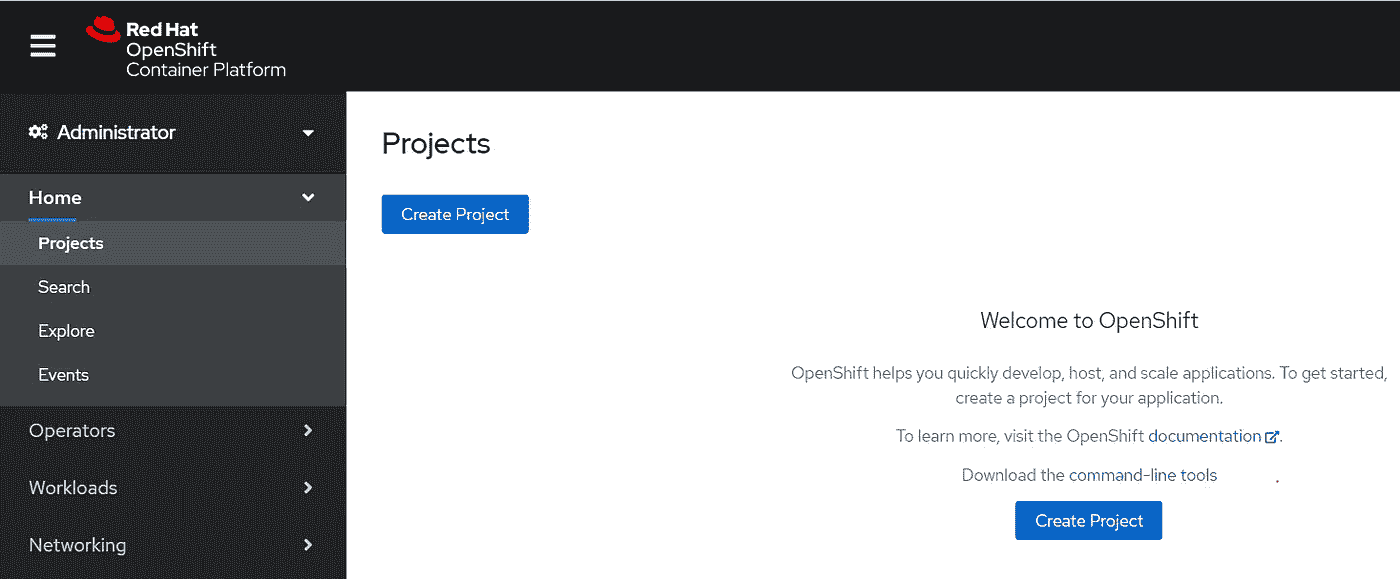 Red Hat
OpenShift
Container Platform
Administrator
Home
Projects
Search
Explore
Events
Operators
Workloads
Networking
Projects
Create Project
Welcome to OpenShift
OpenShift helps you quickly develop, host, and scale applications. To get started,
create a project for your application.
To learn more, visit the OpenShift documentation.
Download the command-line tools .
Create Project